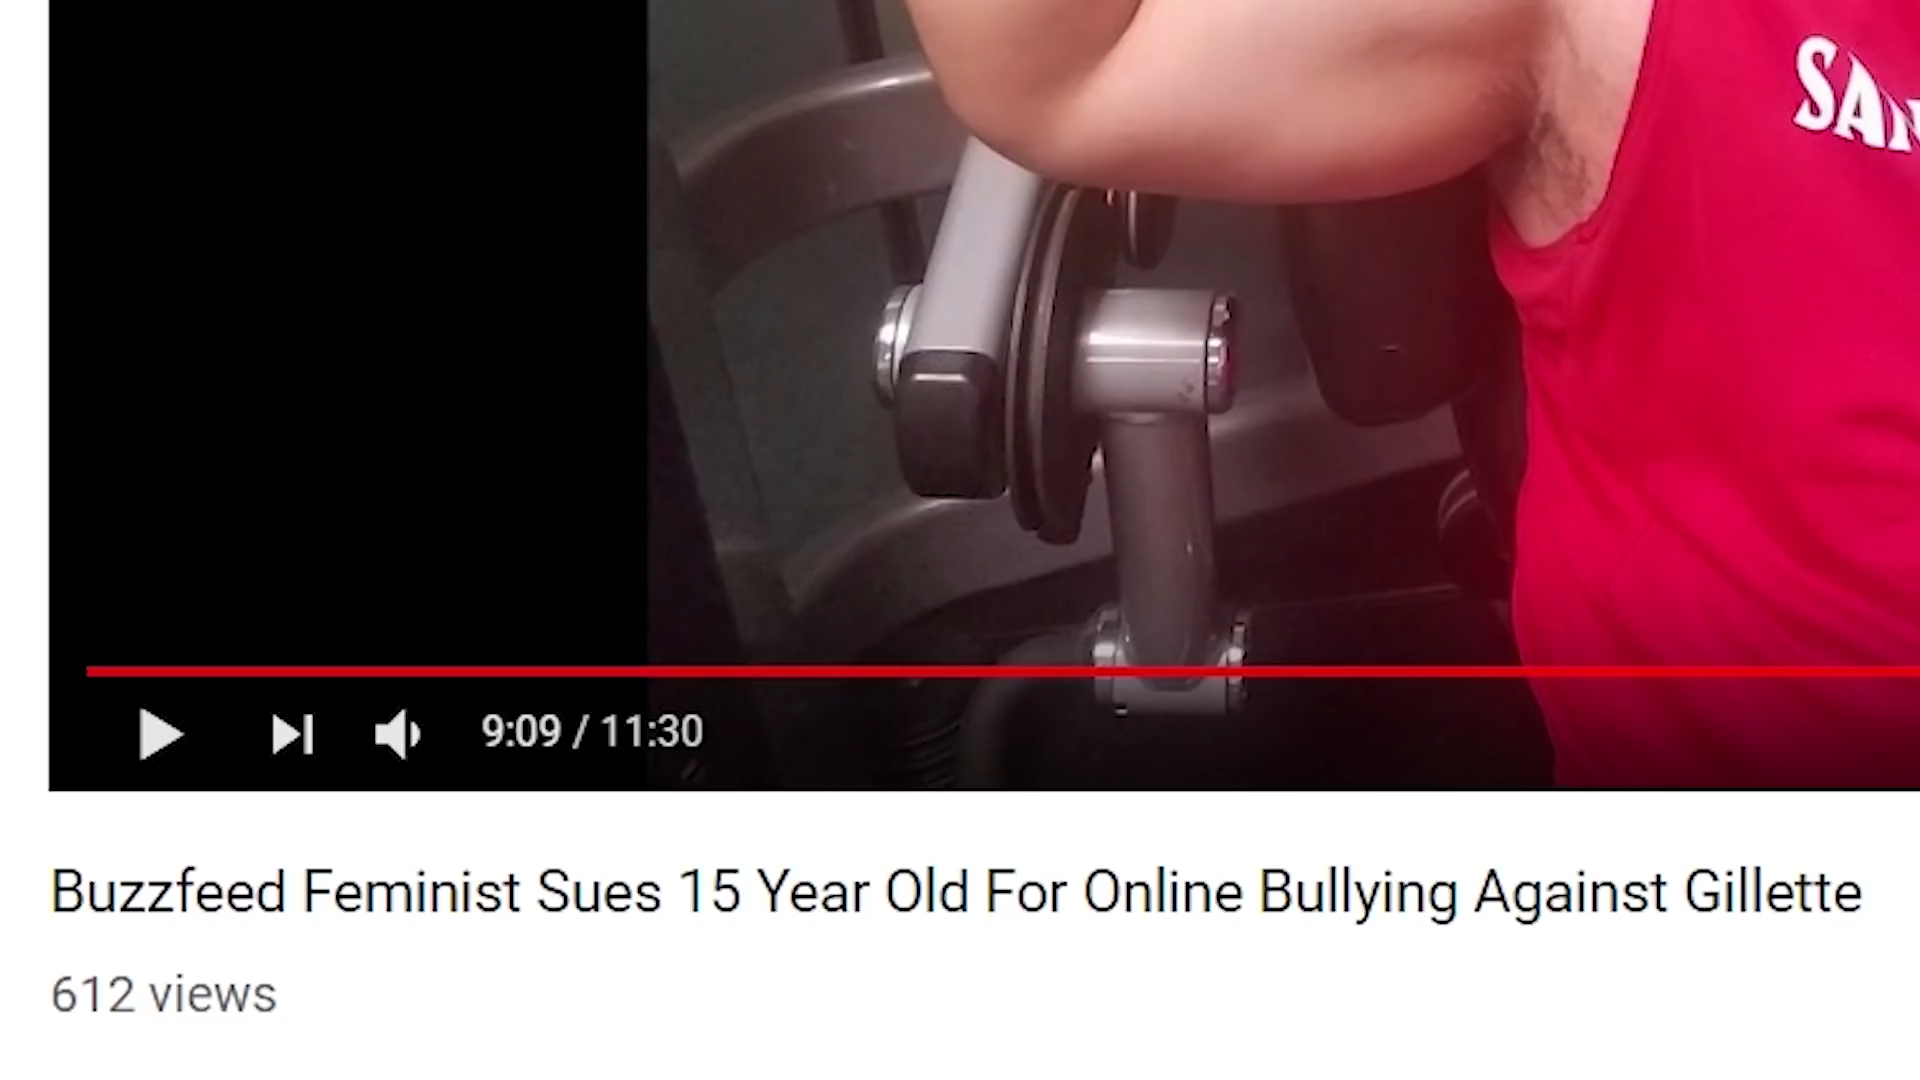 9:09 / 11:30
Buzzfeed Feminist Sues 15 Year Old For Online Bullying Against Gillette
612 views